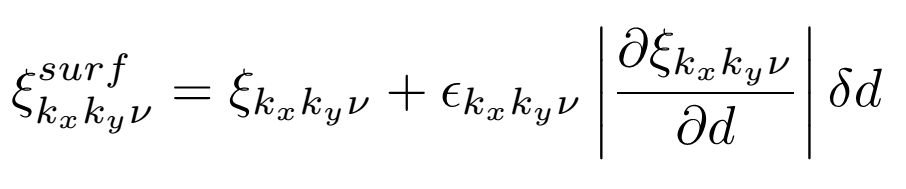 ξ^{surf}_{k_x k_y ν} = ξ_{k_x k_y ν} + ϵ_{k_x k_y ν} |∂ξ_{k_x k_y ν} / ∂d| δd